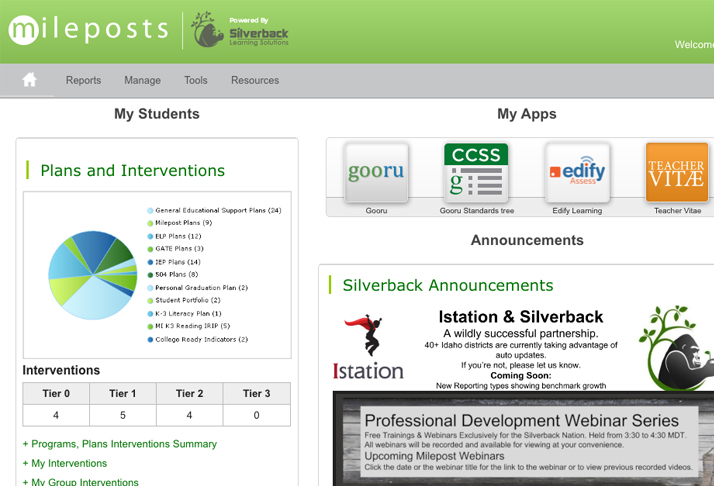 mileposts
Powered By
Silverback
Learning Solutions
Welcome
Reports Manage Tools Resources
My Students
Plans and Interventions
General Educational Support Plans (24)
Milepost Plans (9)
ELP Plans (12)
GATE Plans (3)
IEP Plans (14)
504 Plans (8)
Personal Graduation Plan (2)
Student Portfolio (2)
K-3 Literacy Plan (1)
MI K3 Reading IRIP (5)
College Ready Indicators (2)
Interventions
Tier 0 Tier 1 Tier 2 Tier 3
4 5 4 0
+ Programs, Plans Interventions Summary
+ My Interventions
+ My Group Interventions
My Apps
gooru
CCSS
g
edify
Assess
TEACHER
VITÆ
Gooru
Gooru Standards tree
Edify Learning
Teacher Vitae
Announcements
Silverback Announcements
Istation
Istation & Silverback
A wildly successful partnership.
40+ Idaho districts are currently taking advantage of
auto updates.
If you're not, please let us know.
Coming Soon:
New Reporting types showing benchmark growth
Professional Development Webinar Series
Free Trainings & Webinars Exclusively for the Silverback Nation. Held from 3:30 to 4:30 MDT.
All webinars will be recorded and available for viewing at your convenience.
Upcoming Milepost Webinars
Click the date or the webinar title for the link to the webinar or to view previous recorded videos.